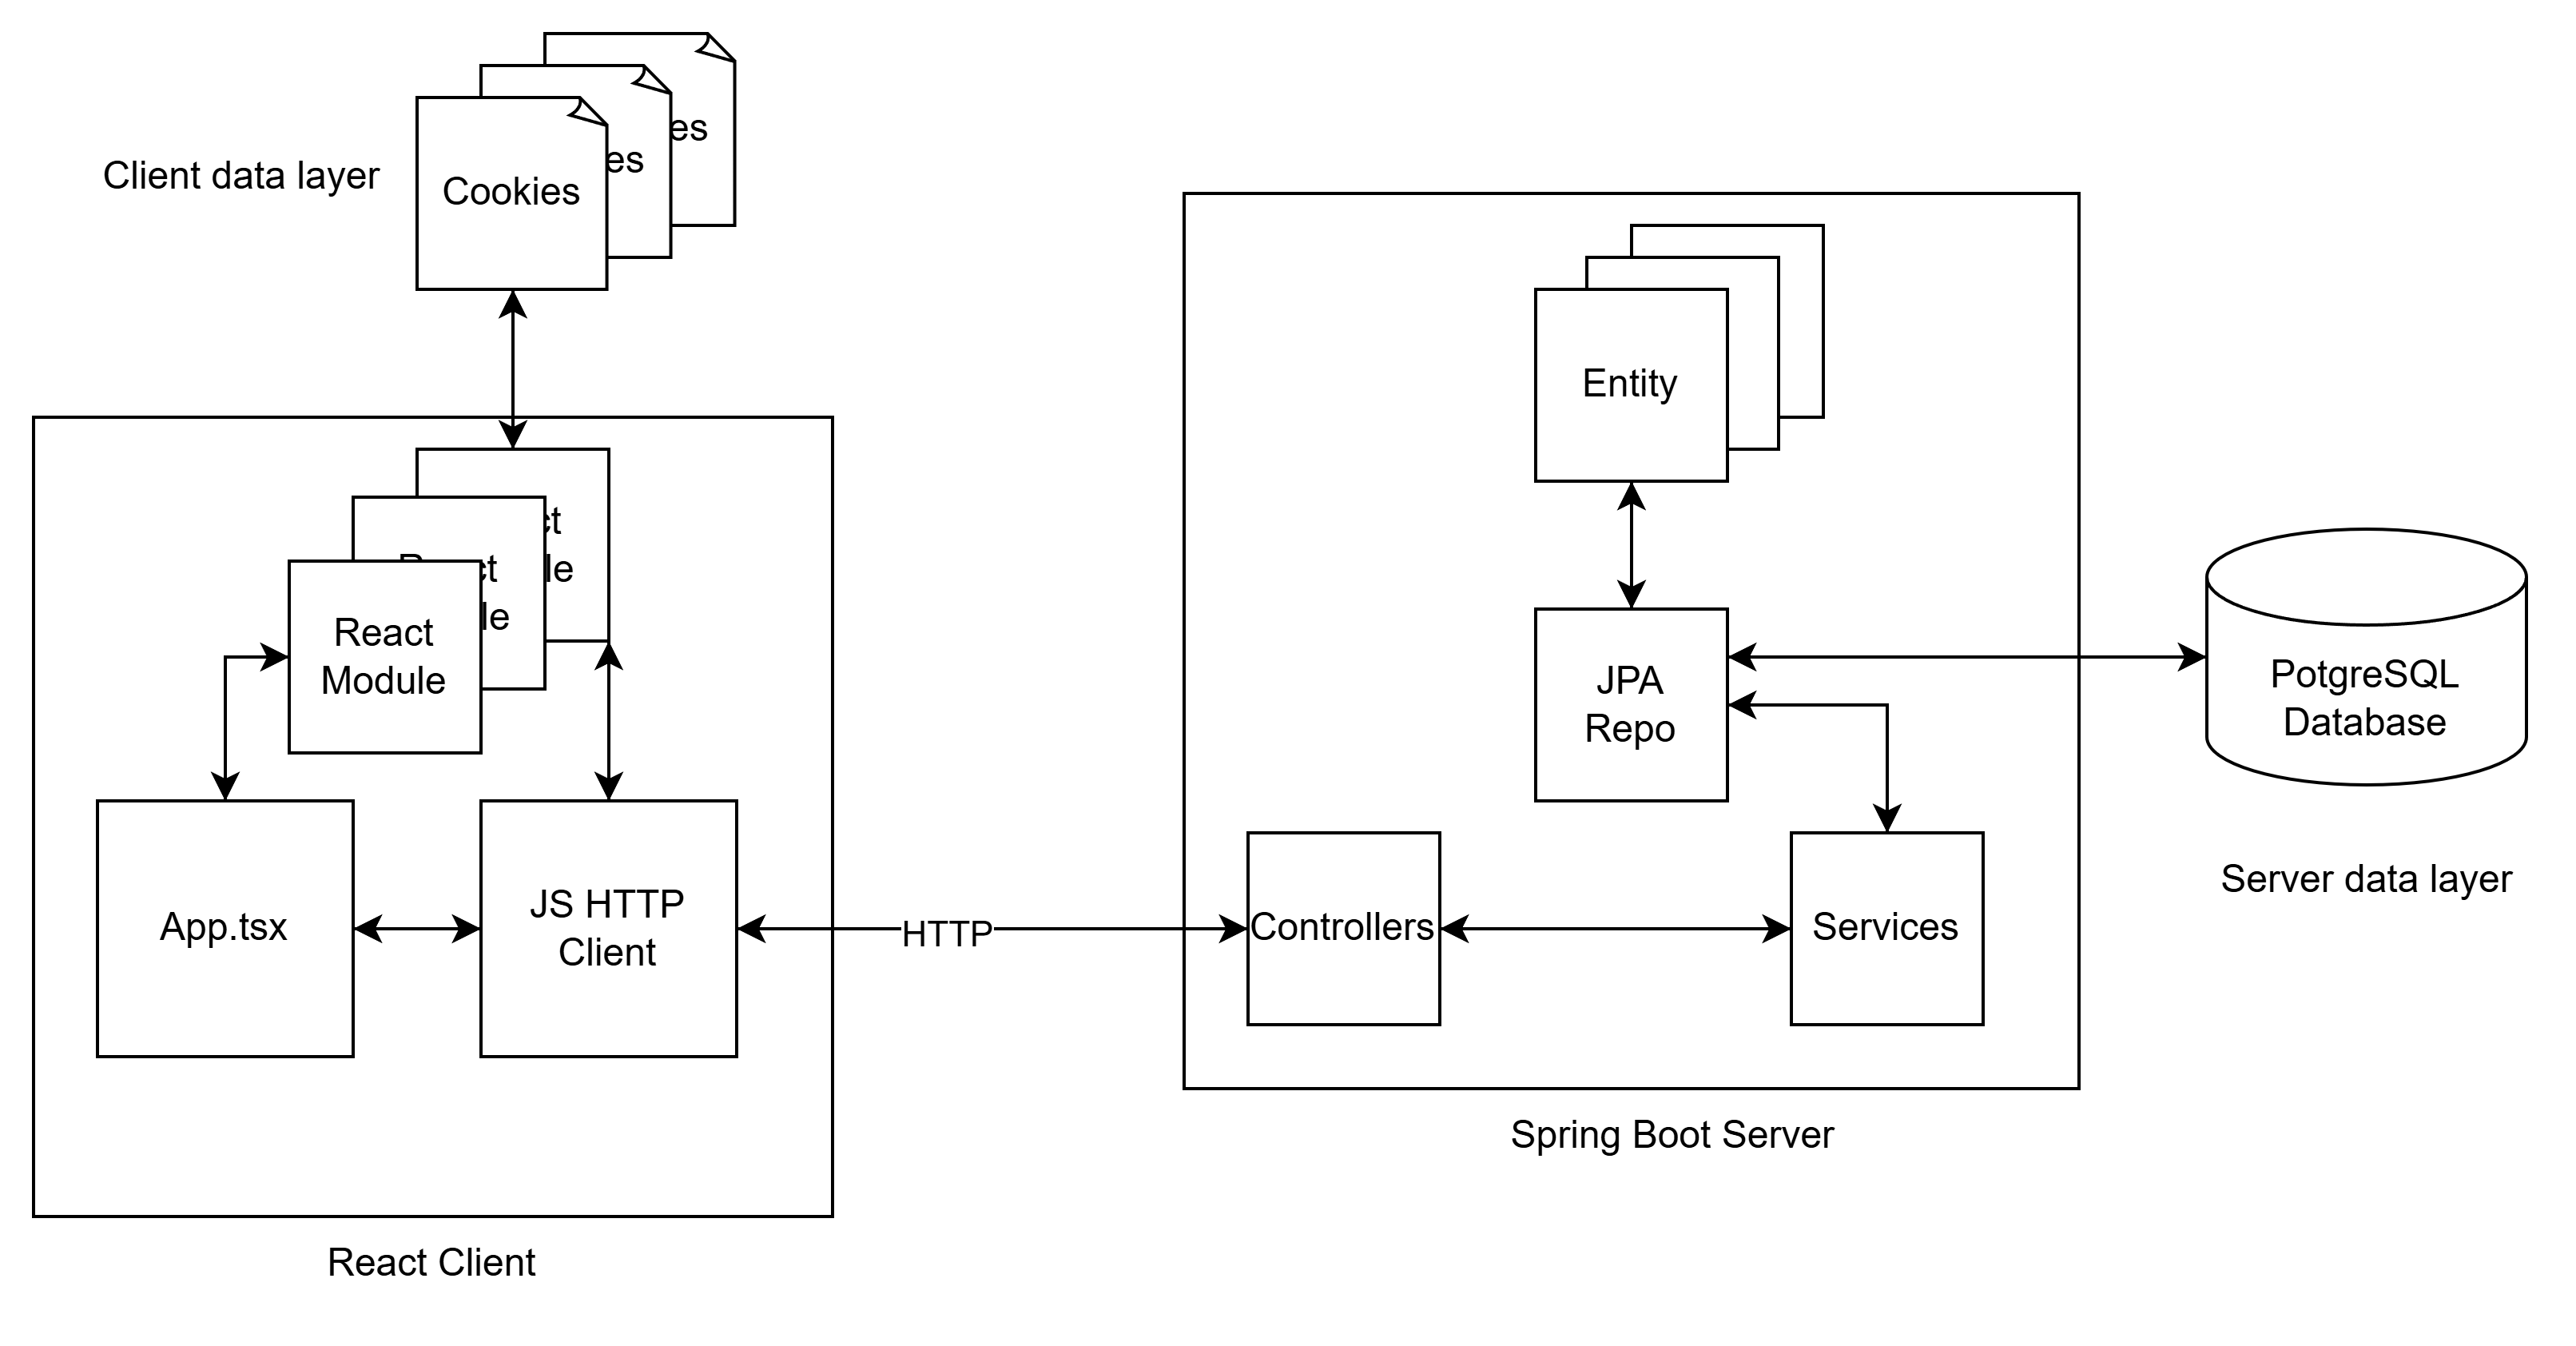 Client data layer
Cookies
es
es
React
Module
ct
le
ct
le
App.tsx
JS HTTP
Client
HTTP
React Client
Entity
JPA
Repo
Controllers
Services
Spring Boot Server
PotgreSQL
Database
Server data layer